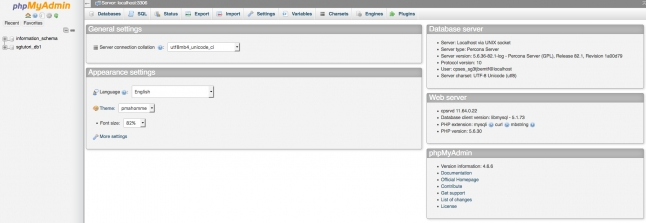 phpMyAdmin
Recent Favorites
information_schema
sgtutori_db1
Server: localhost:3306
Databases SQL Status Export Import Settings Variables Charsets Engines Plugins
General settings
Server connection collation: utf8mb4_unicode_ci
Appearance settings
Language: English
Theme: pmahomme
Font size: 82%
More settings
Database server
Server: Localhost via UNIX socket
Server type: Percona Server
Server version: 5.6.36-82.1-log - Percona Server (GPL), Release 82.1, Revision 1a00d79
Protocol version: 10
Server charset: UTF-8 Unicode (utf8)
Web server
cpsrvd 11.64.0.22
Database client version: libmysql - 5.1.73
PHP extension: mysqli curl mbstring
PHP version: 5.6.30
phpMyAdmin
Version information: 4.6.6
Documentation
Official Homepage
Contribute
Get support
List of changes
License